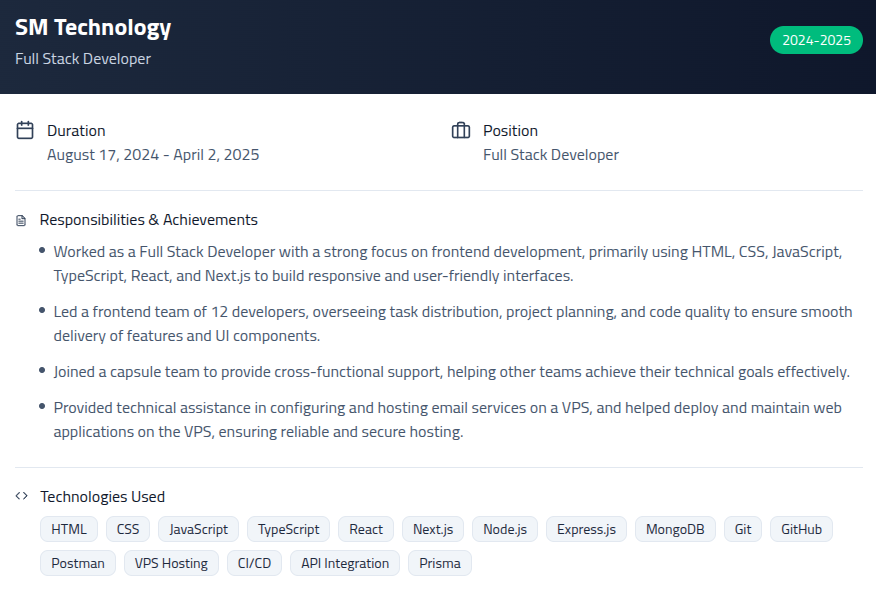 SM Technology
Full Stack Developer
2024-2025
Duration
August 17, 2024 - April 2, 2025
Position
Full Stack Developer
Responsibilities & Achievements
Worked as a Full Stack Developer with a strong focus on frontend development, primarily using HTML, CSS, JavaScript,
TypeScript, React, and Next.js to build responsive and user-friendly interfaces.
Led a frontend team of 12 developers, overseeing task distribution, project planning, and code quality to ensure smooth
delivery of features and UI components.
Joined a capsule team to provide cross-functional support, helping other teams achieve their technical goals effectively.
Provided technical assistance in configuring and hosting email services on a VPS, and helped deploy and maintain web
applications on the VPS, ensuring reliable and secure hosting.
Technologies Used
HTML CSS JavaScript TypeScript React Next.js Node.js Express.js MongoDB Git GitHub
Postman VPS Hosting CI/CD API Integration Prisma